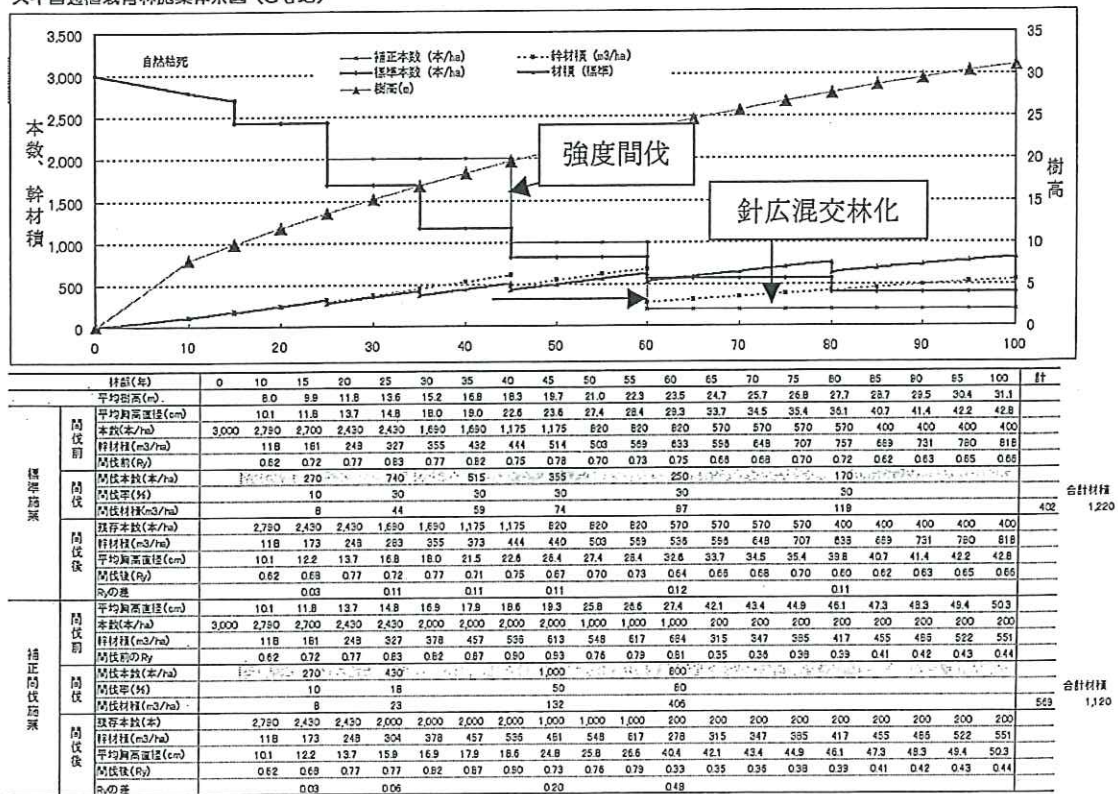 3,500
3,000
2,500
2,000
1,500
1,000
500
0
本数、幹材積
自然枯死
補正本数 (本/ha)
標準本数 (本/ha)
樹高(m)
幹材積 (m3/ha)
材積 (標準)
強度間伐
針広混交林化
35
30
25
20
15
10
5
0
樹高
0 10 20 30 40 50 60 70 80 90 100
林齢(年) 0 10 15 20 25 30 35 40 45 50 55 60 65 70 75 80 85 90 95 100 計
平均樹高(m) 8.0 9.9 11.8 13.6 15.2 16.8 18.3 19.7 21.0 22.3 23.5 24.7 25.7 26.8 27.7 28.7 29.5 30.4 31.1
標準施業
間伐前
平均胸高直径(cm) 10.1 11.8 13.7 14.8 18.0 19.0 22.6 23.6 27.4 28.4 29.3 33.7 34.5 35.4 36.1 40.7 41.4 42.2 42.8
本数(本/ha) 3,000 2,790 2,700 2,430 2,430 1,690 1,690 1,175 1,175 820 820 820 570 570 570 570 400 400 400 400
幹材積(m3/ha) 118 181 248 327 355 432 444 514 503 569 633 596 648 707 757 689 731 780 818
間伐前(Ry) 0.62 0.72 0.77 0.83 0.77 0.82 0.75 0.78 0.70 0.73 0.75 0.66 0.68 0.70 0.72 0.62 0.63 0.65 0.66
間伐
間伐本数(本/ha) 270 740 515 355 250 170
間伐率(%) 10 30 30 30 30 30
間伐材積(m3/ha) 8 44 59 74 97 119 402
合計材積
1,220
間伐後
残存本数(本/ha) 2,790 2,430 2,430 1,690 1,690 1,175 1,175 820 820 820 570 570 570 570 400 400 400 400 400
幹材積(m3/ha) 118 173 248 283 355 373 444 440 503 569 536 596 648 707 638 689 731 780 818
平均胸高直径(cm) 10.1 12.2 13.7 16.8 18.0 21.5 22.6 26.4 27.4 28.4 32.6 33.7 34.5 35.4 39.8 40.7 41.4 42.2 42.8
間伐後(Ry) 0.62 0.68 0.77 0.72 0.77 0.71 0.75 0.67 0.70 0.73 0.64 0.66 0.68 0.70 0.60 0.62 0.63 0.65 0.66
Ryの差 0.03 0.11 0.11 0.11 0.12 0.11
補正間伐施業
間伐前
平均胸高直径(cm) 10.1 11.8 13.7 14.8 16.9 17.9 18.6 19.3 25.8 26.6 27.4 42.1 43.4 44.9 46.1 47.3 48.3 49.4 50.3
本数(本/ha) 3,000 2,790 2,700 2,430 2,430 2,000 2,000 2,000 2,000 1,000 1,000 1,000 200 200 200 200 200 200 200 200
幹材積(m3/ha) 118 181 248 327 378 457 536 613 548 617 684 315 347 385 417 455 486 522 551
間伐前のRy 0.62 0.72 0.77 0.83 0.82 0.87 0.90 0.93 0.76 0.79 0.81 0.35 0.36 0.38 0.39 0.41 0.42 0.43 0.44
間伐
間伐本数(本/ha) 270 430 1,000 800
間伐率(%) 10 18 50 80
間伐材積(m3/ha) 8 23 132 406 569
合計材積
1,120
間伐後
残存本数(本) 2,790 2,430 2,430 2,000 2,000 2,000 2,000 1,000 1,000 1,000 200 200 200 200 200 200 200 200 200
幹材積(m3/ha) 118 173 248 304 378 457 536 481 548 617 278 315 347 385 417 455 486 522 551
平均胸高直径(cm) 10.1 12.2 13.7 15.9 16.9 17.9 18.6 24.8 25.8 26.6 40.4 42.1 43.4 44.9 46.1 47.3 48.3 49.4 50.3
間伐後(Ry) 0.62 0.68 0.77 0.77 0.82 0.87 0.90 0.73 0.76 0.79 0.33 0.35 0.36 0.38 0.39 0.41 0.42 0.43 0.44
Ryの差 0.03 0.06 0.20 0.48